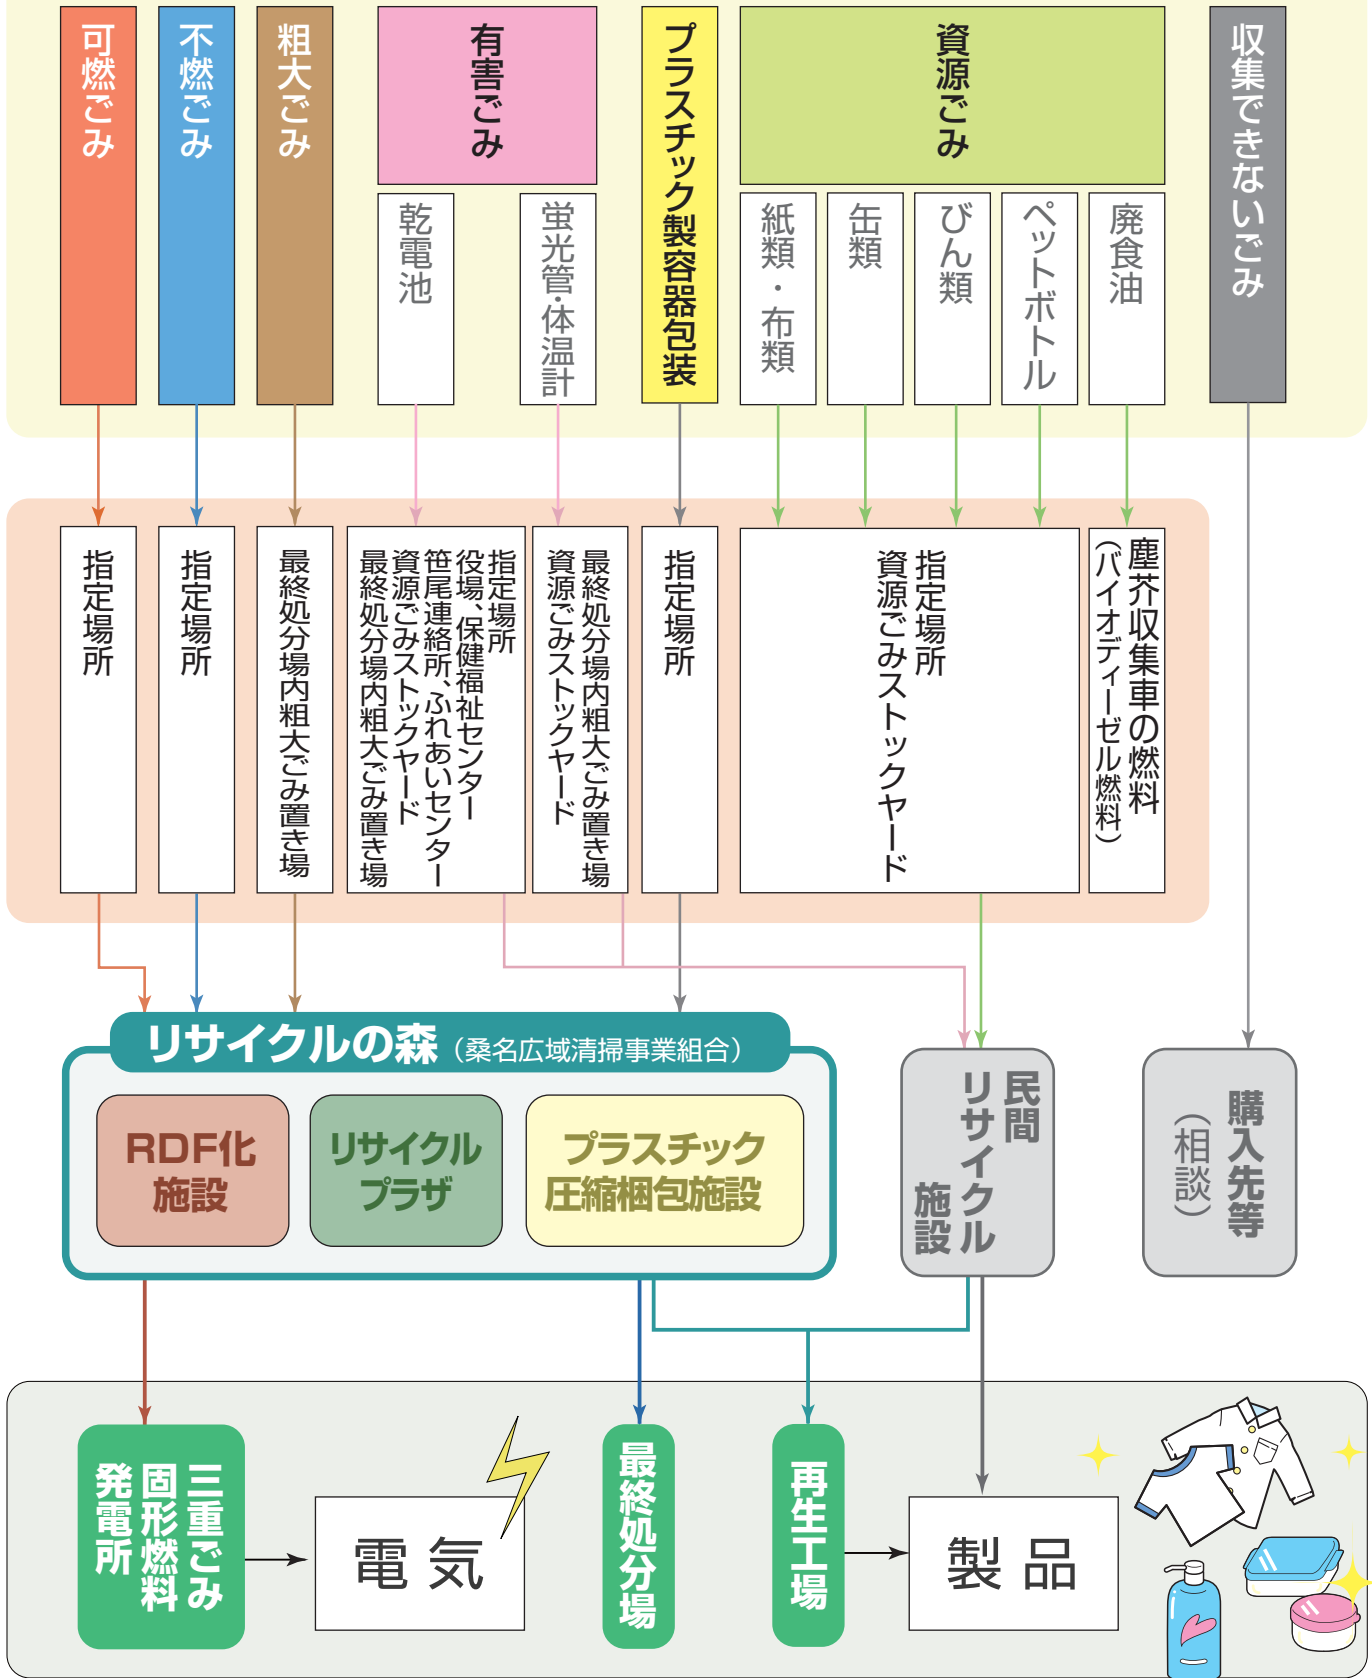 可燃ごみ
不燃ごみ
粗大ごみ
有害ごみ
プラスチック製容器包装
資源ごみ
収集できないごみ
乾電池
蛍光管・体温計
紙類・布類
缶類
びん類
ペットボトル
廃食油
指定場所
指定場所
最終処分場内粗大ごみ置き場
指定場所
役場、保健福祉センター
笹尾連絡所、ふれあいセンター
資源ごみストックヤード
最終処分場内粗大ごみ置き場
最終処分場内粗大ごみ置き場
資源ごみストックヤード
指定場所
指定場所
資源ごみストックヤード
塵芥収集車の燃料
（バイオディーゼル燃料）
リサイクルの森（桑名広域清掃事業組合）
RDF化
施設
リサイクル
プラザ
プラスチック
圧縮梱包施設
民間
リサイクル
施設
購入先等
（相談）
三重ごみ
固形燃料
発電所
電気
最終処分場
再生工場
製品